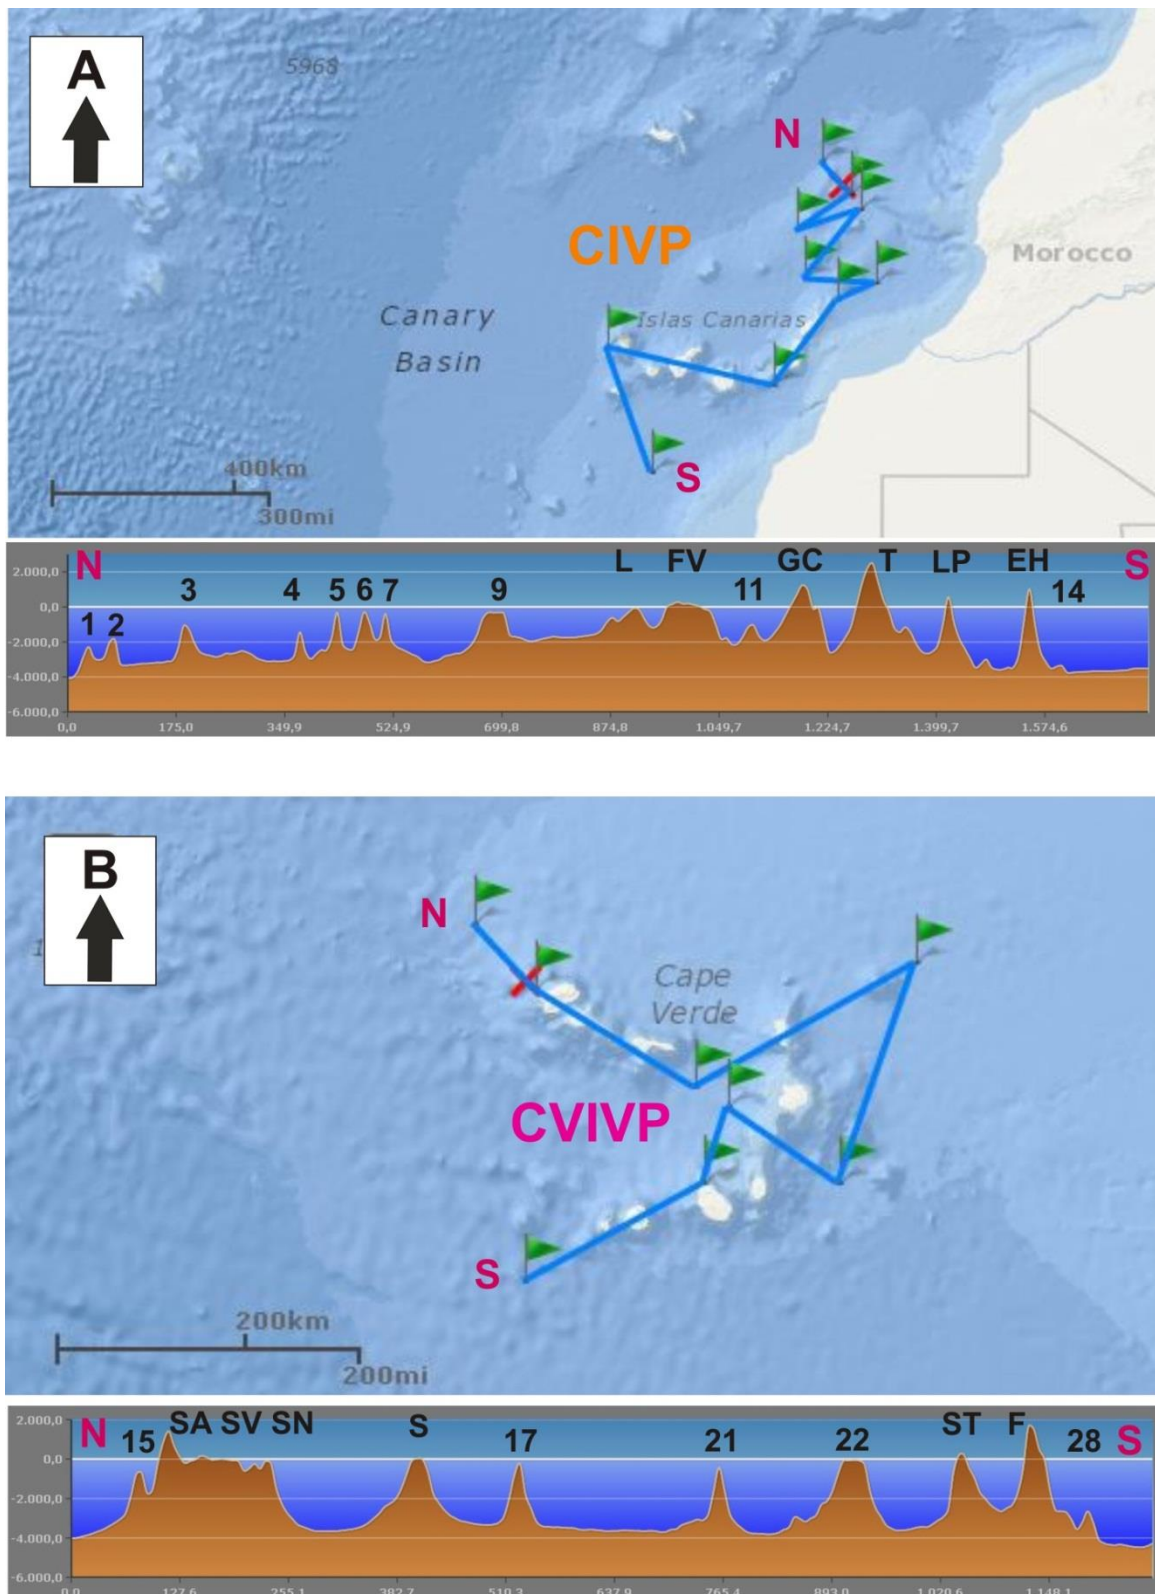 A
5968
N
CIVP
Morocco
Canary
Basin
Islas Canarias
S
400km
300mi
N
L FV GC T LP EH
S
2.000,0
3 4 5 6 7 9 11 14
0,0
1 2
-2.000,0
-4.000,0
-6.000,0
0,0 175,0 349,9 524,9 699,8 874,8 1.049,7 1.224,7 1.399,7 1.574,6
B
N
Cape
Verde
CVIVP
S
200km
200mi
2.000,0
N 15 SA SV SN S 17 21 22 ST F 28 S
0,0
-2.000,0
-4.000,0
-6.000,0
0,0 127,6 255,1 382,7 510,3 637,9 765,4 893,0 1.020,6 1.148,1